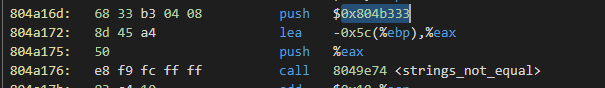 804a16d: 68 33 b3 04 08 push $0x804b333
804a172: 8d 45 a4 lea -0x5c(%ebp),%eax
804a175: 50 push %eax
804a176: e8 f9 fc ff ff call 8049e74 <strings_not_equal>